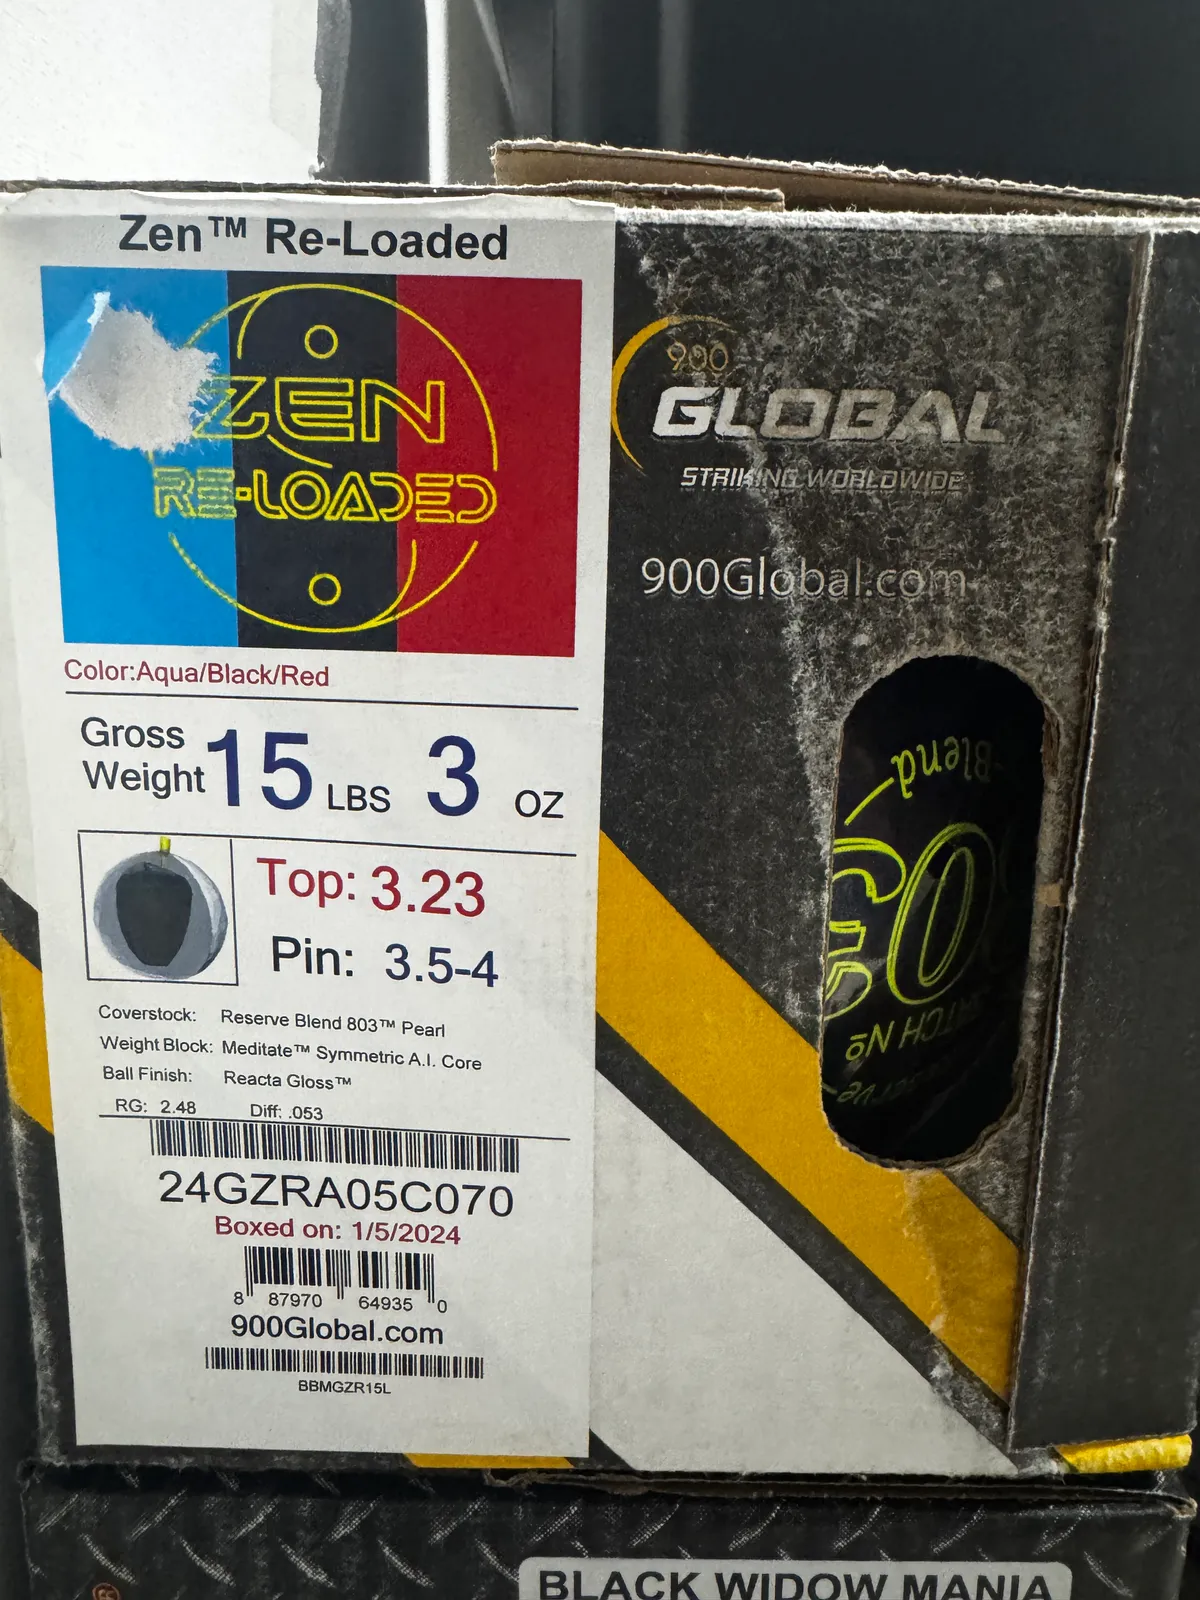 Zen™ Re-Loaded
ZEN
RE-LOADED
Color:Aqua/Black/Red
Gross Weight 15 LBS 3 OZ
Top: 3.23
Pin: 3.5-4
Coverstock: Reserve Blend 803™ Pearl
Weight Block: Meditate™ Symmetric A.I. Core
Ball Finish: Reacta Gloss™
RG: 2.48 Diff: .053
24GZRA05C070
Boxed on: 1/5/2024
8 87970 64935 0
900Global.com
BBMGZR15L
900
GLOBAL
STRIKING WORLDWIDE
900Global.com
Blend
BLACK WIDOW MANIA
®